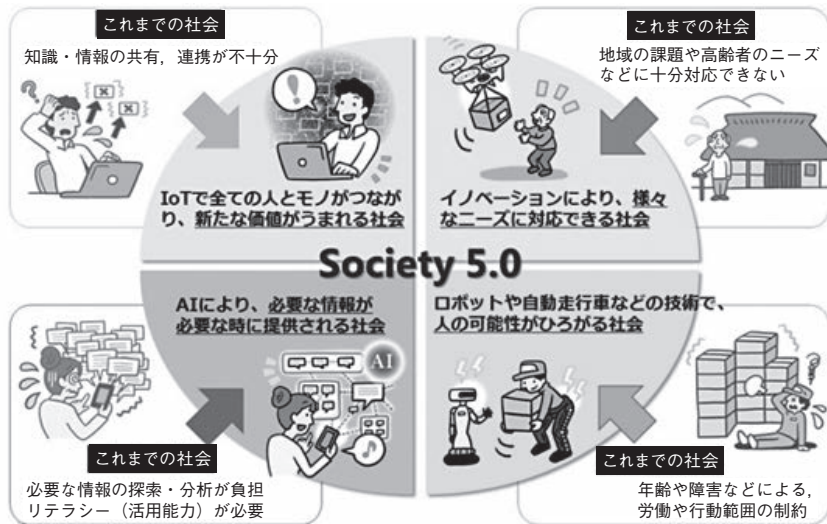 これまでの社会
知識・情報の共有，連携が不十分
これまでの社会
地域の課題や高齢者のニーズ
などに十分対応できない
IoTで全ての人とモノがつなが
り、新たな価値がうまれる社会
イノベーションにより、様々
なニーズに対応できる社会
Society 5.0
AIにより、必要な情報が
必要な時に提供される社会
ロボットや自動走行車などの技術で、
人の可能性がひろがる社会
AI
これまでの社会
必要な情報の探索・分析が負担
リテラシー（活用能力）が必要
これまでの社会
年齢や障害などによる，
労働や行動範囲の制約